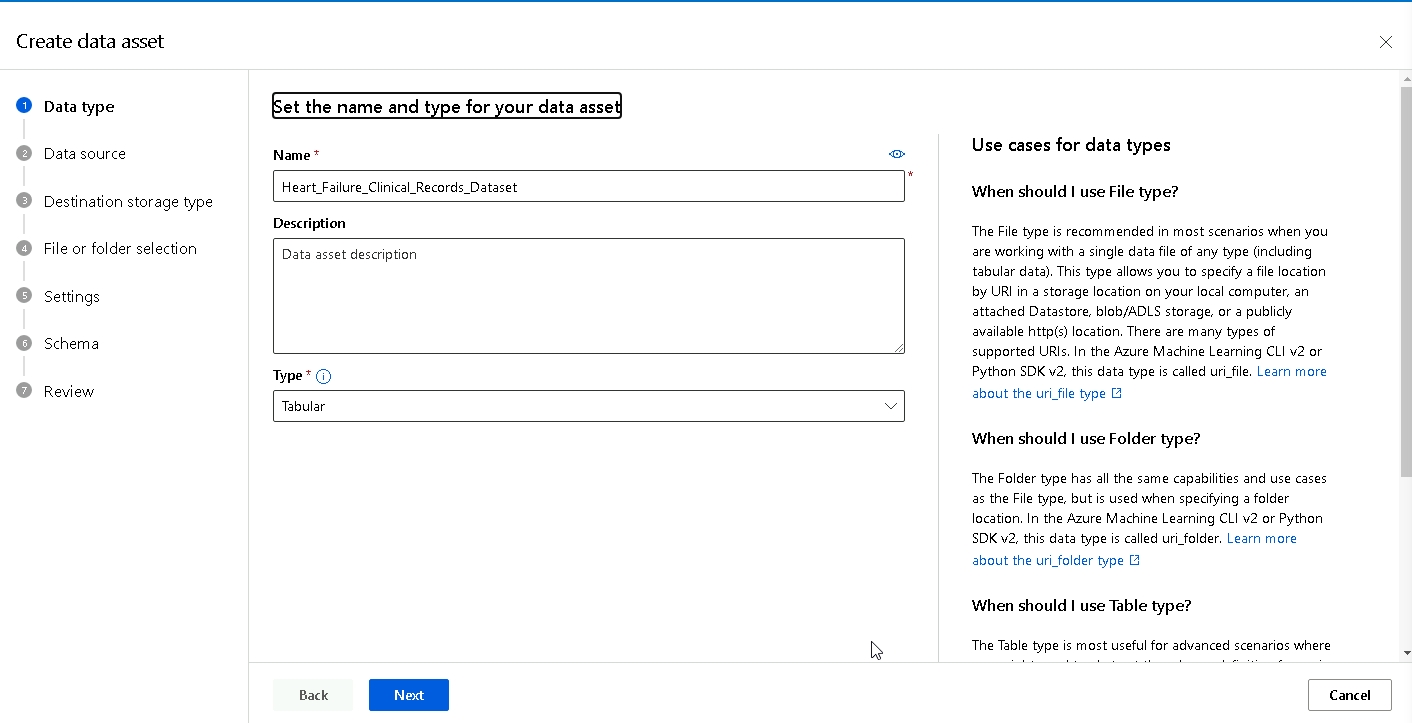 Create data asset
1 Data type
2 Data source
3 Destination storage type
4 File or folder selection
5 Settings
6 Schema
7 Review
Set the name and type for your data asset
Name *
Heart_Failure_Clinical_Records_Dataset
*
Description
Data asset description
Type *
Tabular
Use cases for data types
When should I use File type?
The File type is recommended in most scenarios when you
are working with a single data file of any type (including
tabular data). This type allows you to specify a file location
by URI in a storage location on your local computer, an
attached Datastore, blob/ADLS storage, or a publicly
available http(s) location. There are many types of
supported URIs. In the Azure Machine Learning CLI v2 or
Python SDK v2, this data type is called uri_file. Learn more
about the uri_file type
When should I use Folder type?
The Folder type has all the same capabilities and use cases
as the File type, but is used when specifying a folder
location. In the Azure Machine Learning CLI v2 or Python
SDK v2, this data type is called uri_folder. Learn more
about the uri_folder type
When should I use Table type?
The Table type is most useful for advanced scenarios where
Back
Next
Cancel